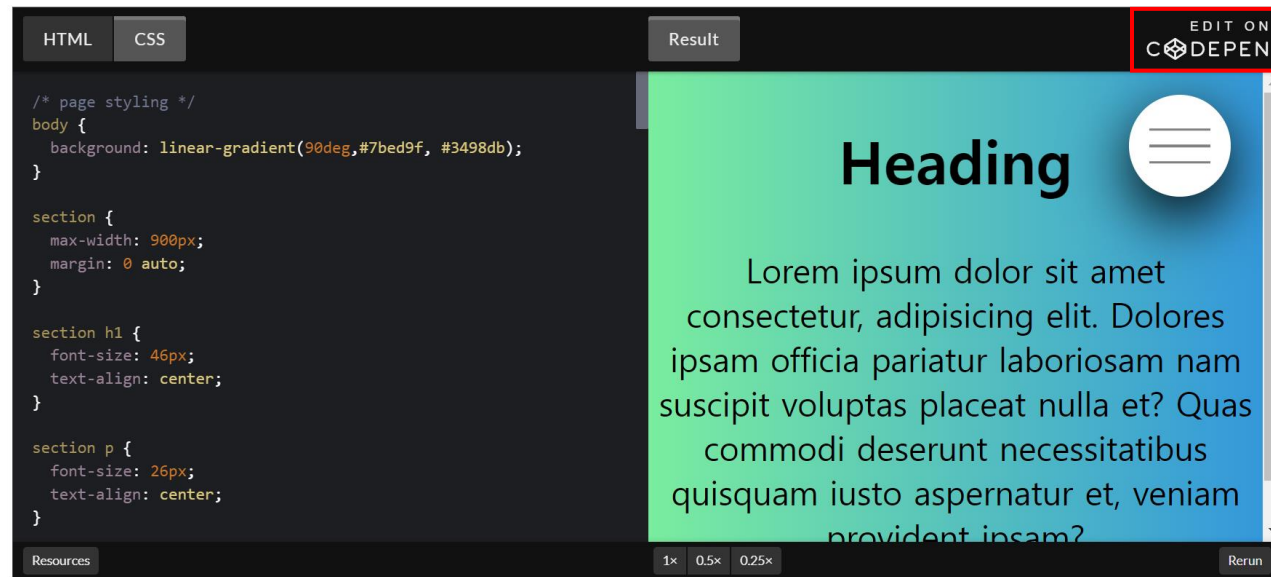 HTML CSS
Result
EDIT ON
CODEPEN
/* page styling */
body {
background: linear-gradient(90deg,#7bed9f, #3498db);
}
section {
max-width: 900px;
margin: 0 auto;
}
section h1 {
font-size: 46px;
text-align: center;
}
section p {
font-size: 26px;
text-align: center;
}
Heading
Lorem ipsum dolor sit amet
consectetur, adipisicing elit. Dolores
ipsam officia pariatur laboriosam nam
suscipit voluptas placeat nulla et? Quas
commodi deserunt necessitatibus
quisquam iusto aspernatur et, veniam
provident ipsam?
Resources
1× 0.5× 0.25×
Rerun